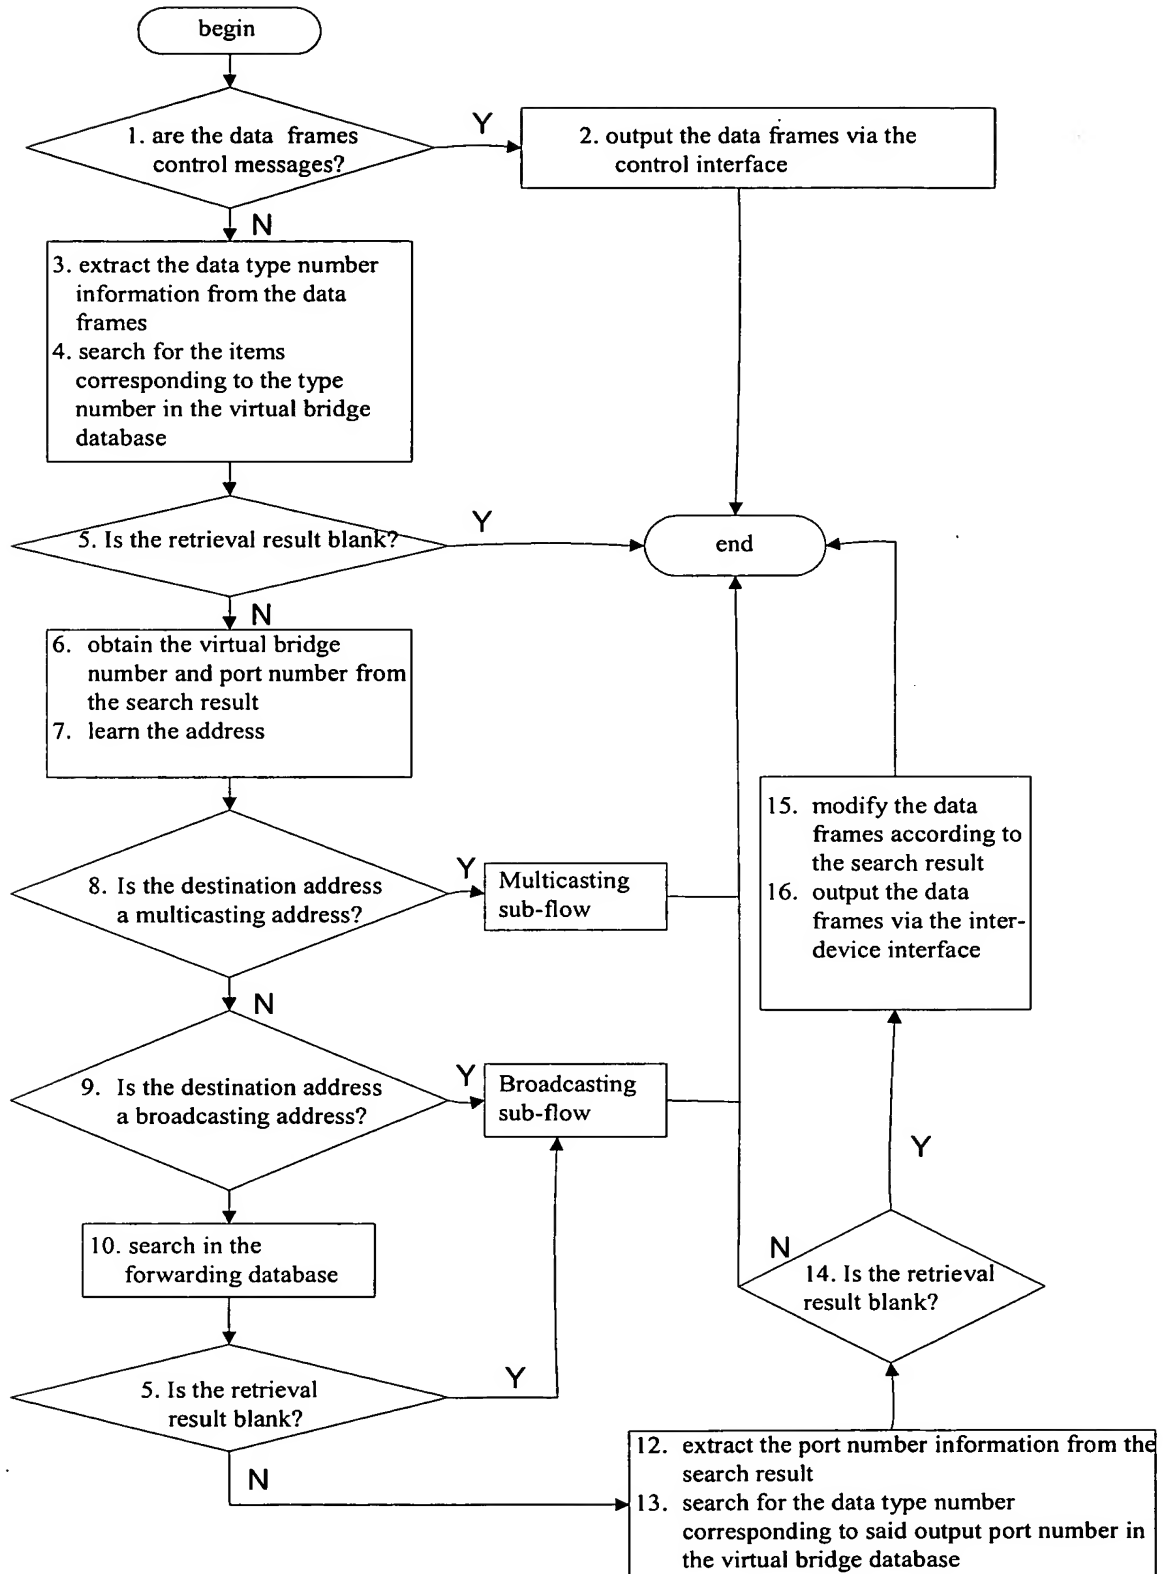 begin
1. are the data frames
control messages?
Y
2. output the data frames via the
control interface
N
3. extract the data type number
information from the data
frames
4. search for the items
corresponding to the type
number in the virtual bridge
database
5. Is the retrieval result blank?
Y
end
N
6. obtain the virtual bridge
number and port number from
the search result
7. learn the address
15. modify the data
frames according to
the search result
16. output the data
frames via the inter-
device interface
8. Is the destination address
a multicasting address?
Y
Multicasting
sub-flow
N
9. Is the destination address
a broadcasting address?
Y
Broadcasting
sub-flow
Y
10. search in the
forwarding database
N
14. Is the retrieval
result blank?
5. Is the retrieval
result blank?
Y
N
12. extract the port number information from the
search result
13. search for the data type number
corresponding to said output port number in
the virtual bridge database